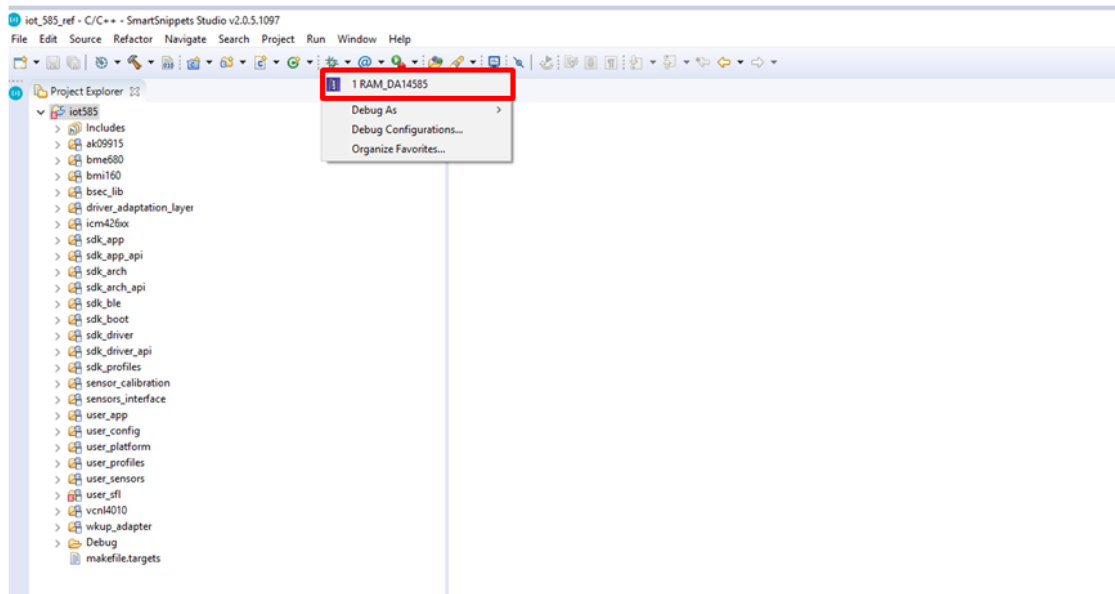 iot_585_ref - C/C++ - SmartSnippets Studio v2.0.5.1097
File Edit Source Refactor Navigate Search Project Run Window Help
Project Explorer
1 RAM_DA14585
Debug As
Debug Configurations...
Organize Favorites...
iot585
Includes
ak09915
bme680
bmi160
bsec_lib
driver_adaptation_layer
icm426xx
sdk_app
sdk_app_api
sdk_arch
sdk_arch_api
sdk_ble
sdk_boot
sdk_driver
sdk_driver_api
sdk_profiles
sensor_calibration
sensors_interface
user_app
user_config
user_platform
user_profiles
user_sensors
user_sfl
vcnl4010
wkup_adapter
Debug
makefile.targets